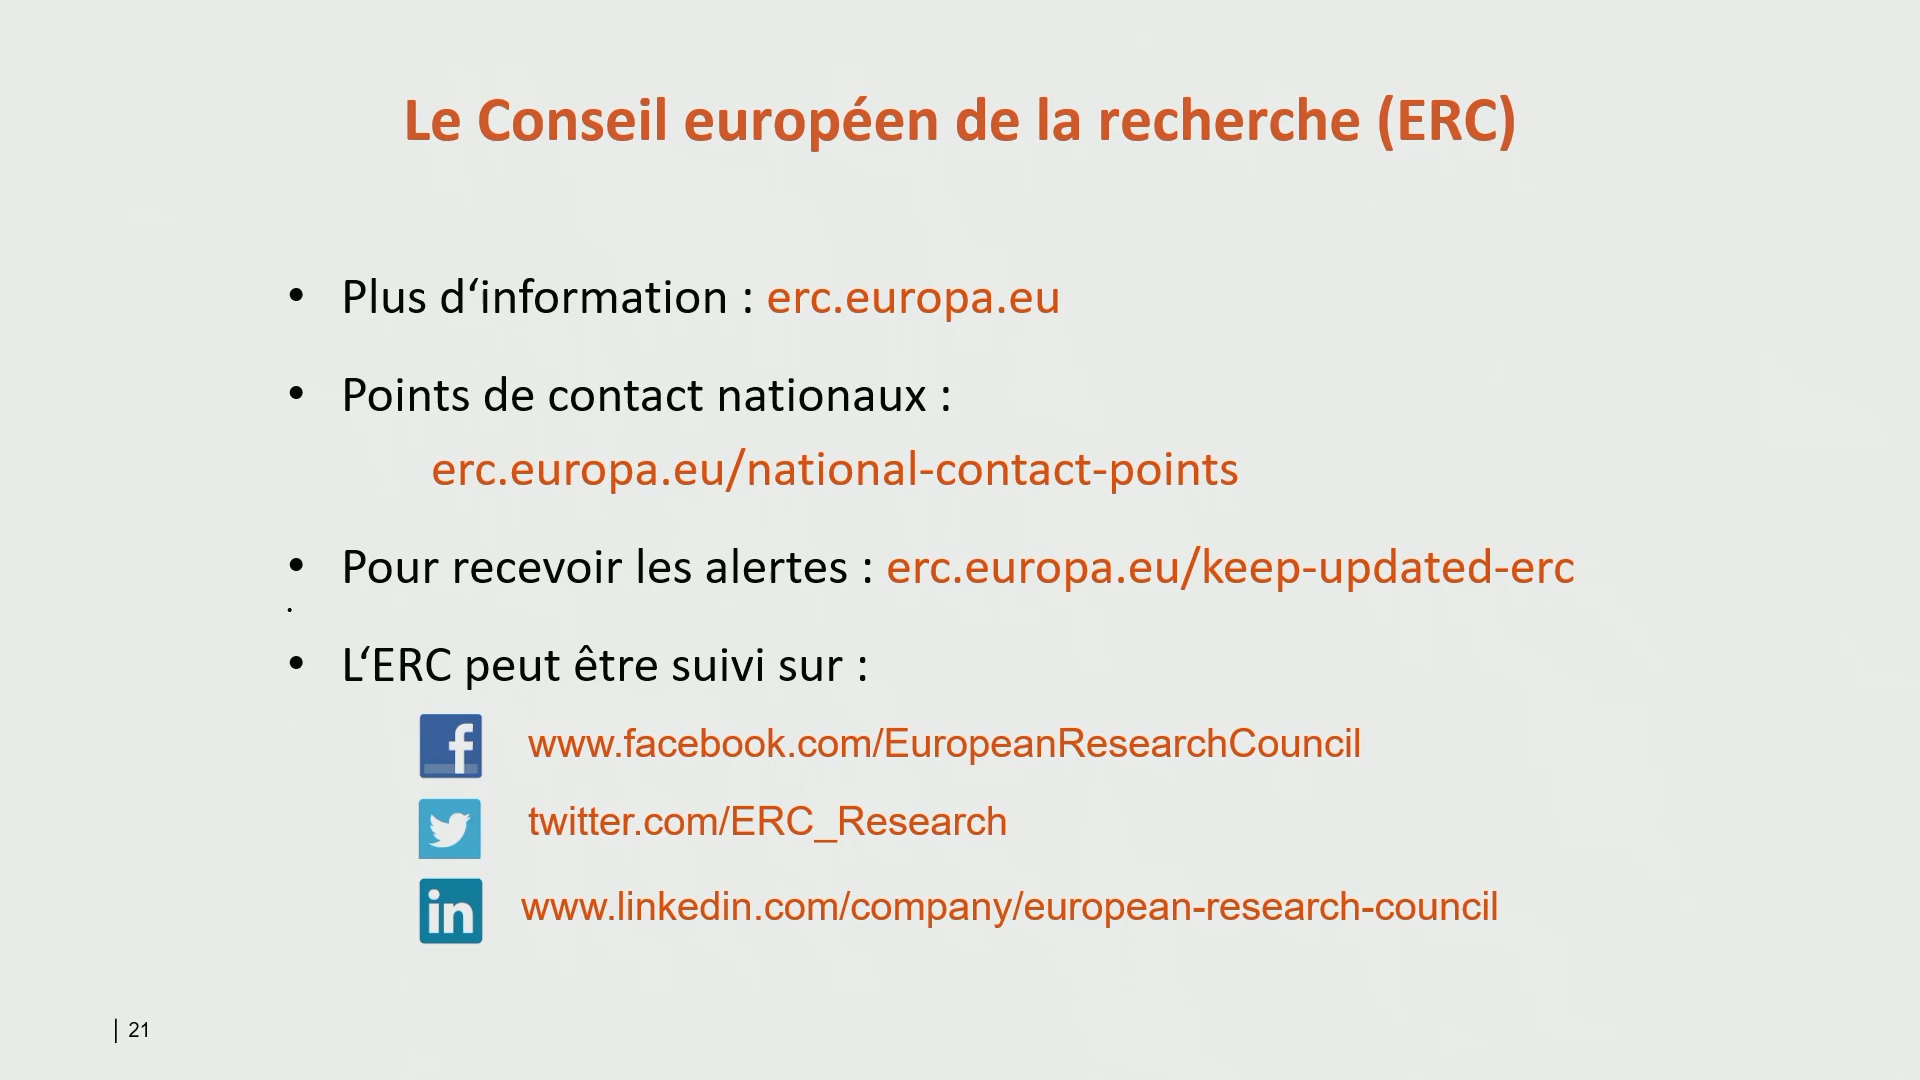 Le Conseil européen de la recherche (ERC)
• Plus d‘information : erc.europa.eu
• Points de contact nationaux :
erc.europa.eu/national-contact-points
• Pour recevoir les alertes : erc.europa.eu/keep-updated-erc
•
• L‘ERC peut être suivi sur :
f www.facebook.com/EuropeanResearchCouncil
twitter.com/ERC_Research
in www.linkedin.com/company/european-research-council
| 21